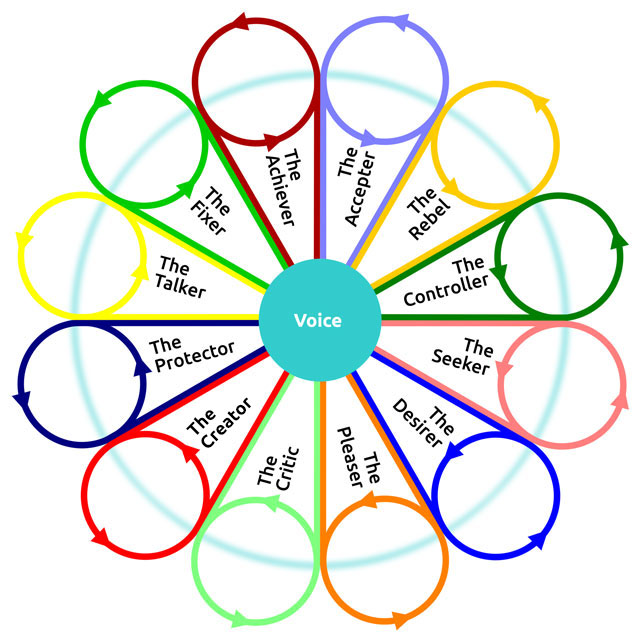 The
Achiever
The
Accepter
The
Rebel
The
Controller
The
Seeker
The
Desirer
The
Pleaser
The
Critic
The
Creator
The
Protector
The
Talker
The
Fixer
Voice